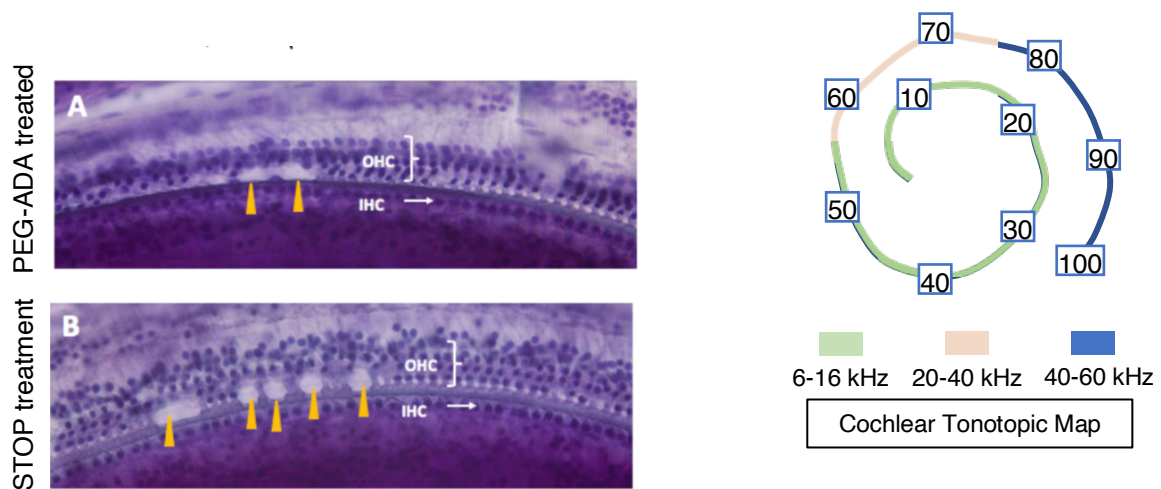 PEG-ADA treated
A
OHC
IHC
STOP treatment
B
OHC
IHC
70
80
60
10
20
90
50
30
40
100
6-16 kHz 20-40 kHz 40-60 kHz
Cochlear Tonotopic Map